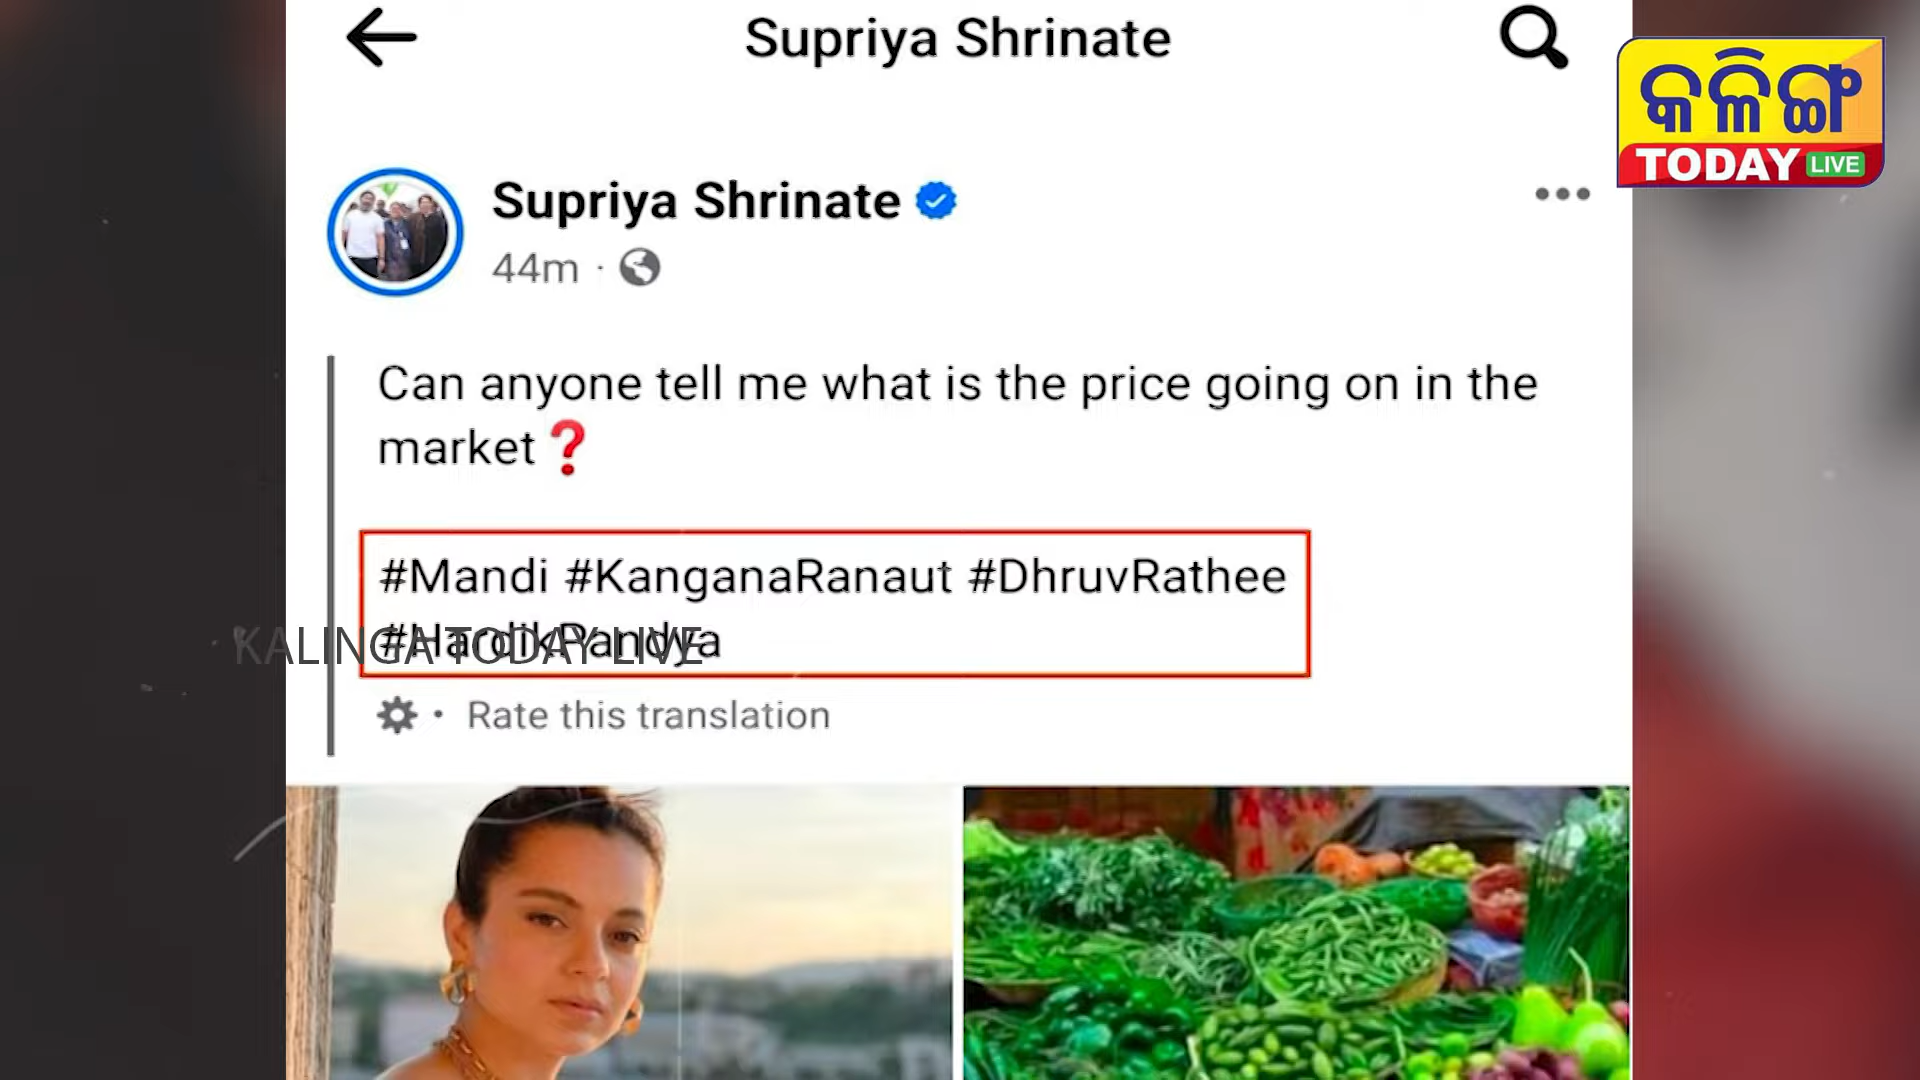 Supriya Shrinate
କଳିଙ୍ଗ
TODAY LIVE
Supriya Shrinate
44m ·
Can anyone tell me what is the price going on in the
market❓
#Mandi #KanganaRanaut #DhruvRathee
#HardikPandya
KALINGA TODAY LIVE
· Rate this translation